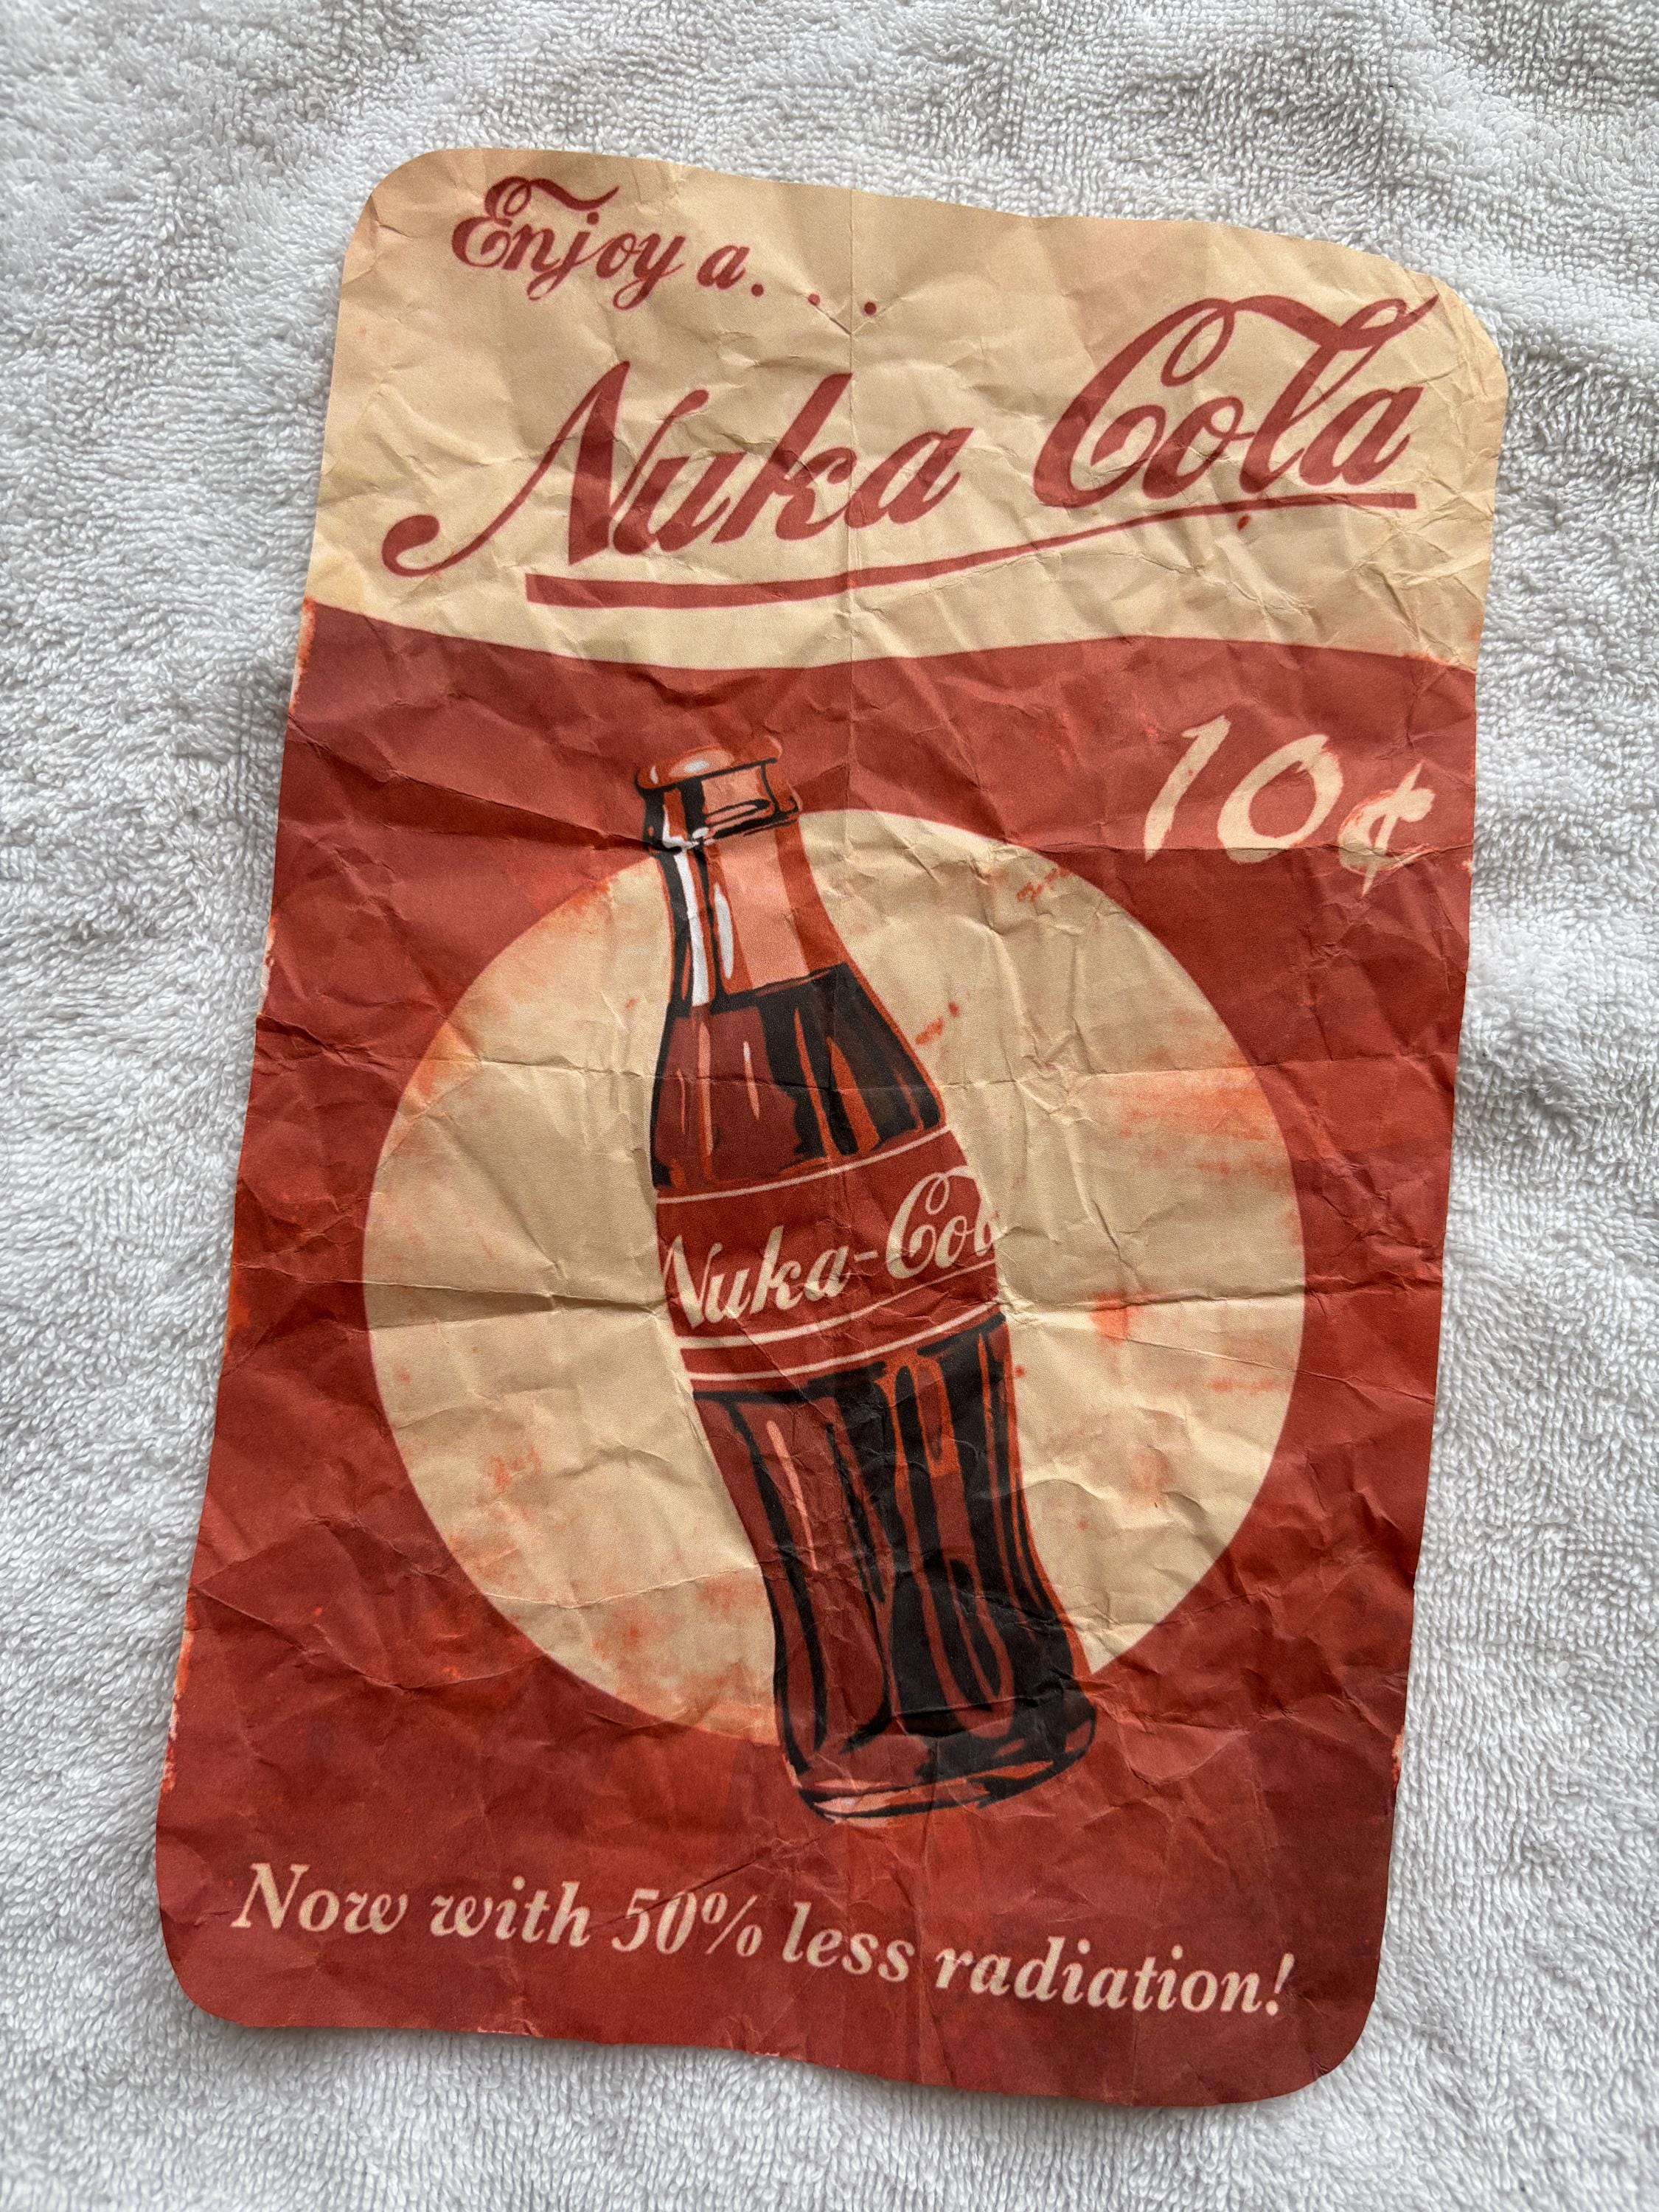 Enjoy a. . .
Nuka Cola
10¢
Nuka-Col
Now with 50% less radiation!